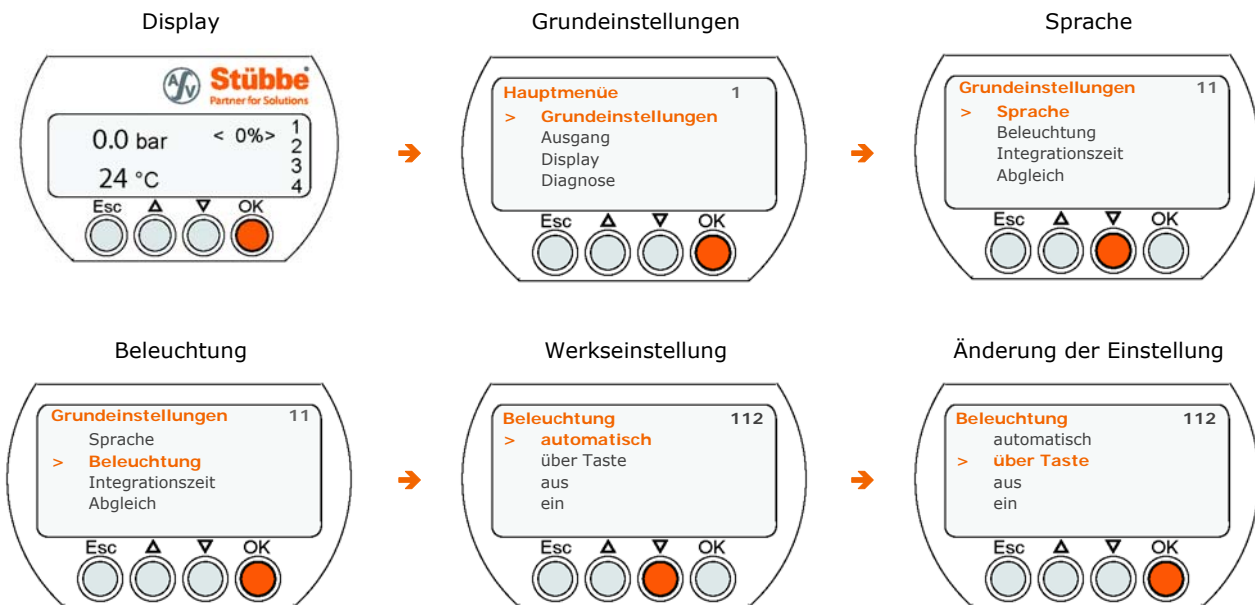 Display
Grundeinstellungen
Sprache
ASV Stübbe
Partner for Solutions
0.0 bar < 0%> 1
2
3
24 °C 4
Esc OK
Hauptmenüe 1
> Grundeinstellungen
Ausgang
Display
Diagnose
Esc OK
Grundeinstellungen 11
> Sprache
Beleuchtung
Integrationszeit
Abgleich
Esc OK
Beleuchtung
Werkseinstellung
Änderung der Einstellung
Grundeinstellungen 11
Sprache
> Beleuchtung
Integrationszeit
Abgleich
Esc OK
Beleuchtung 112
> automatisch
über Taste
aus
ein
Esc OK
Beleuchtung 112
automatisch
> über Taste
aus
ein
Esc OK